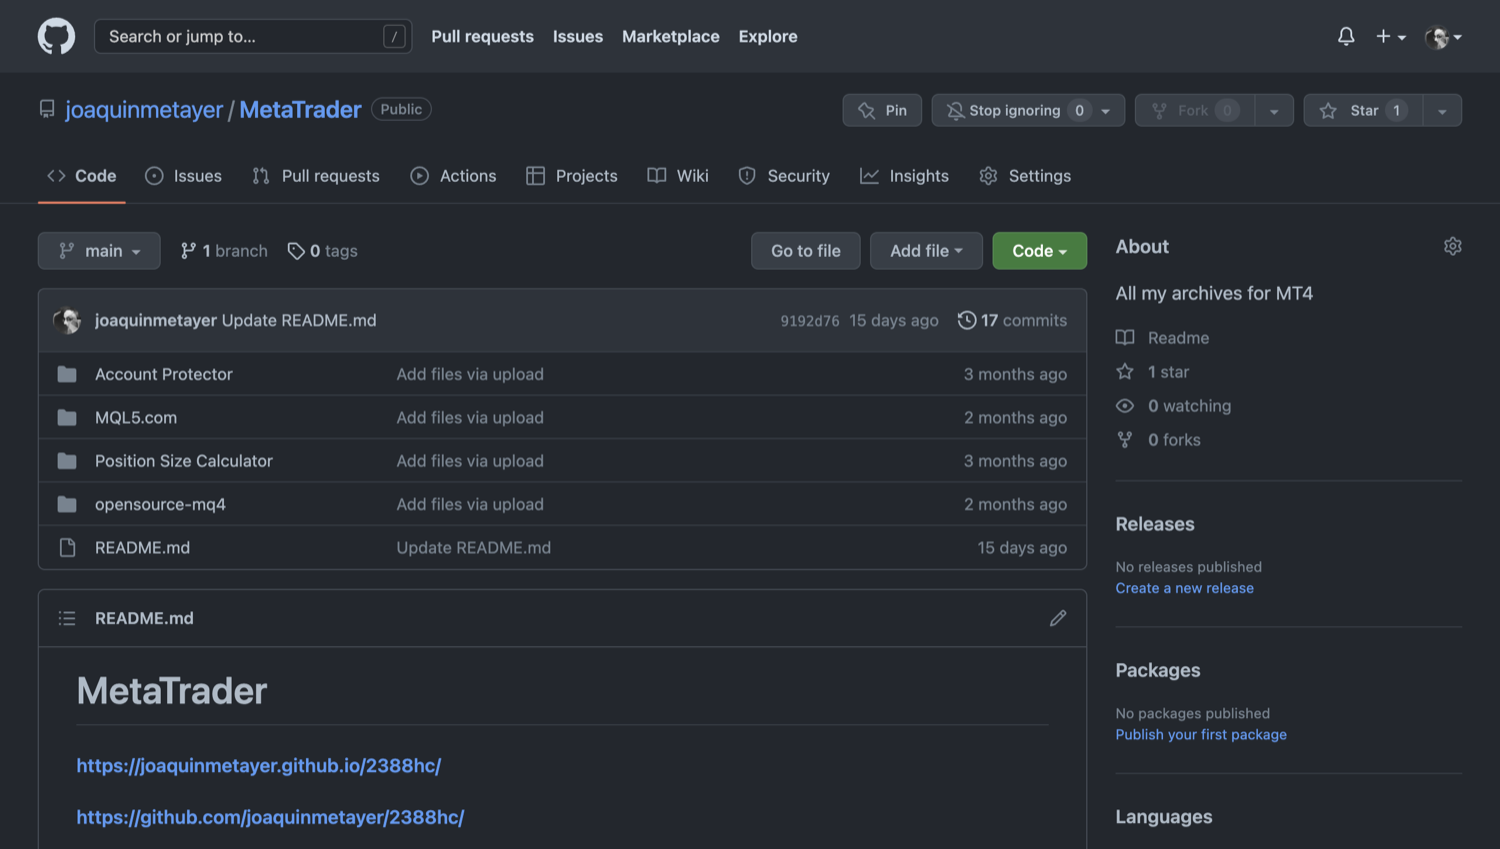 Search or jump to... / Pull requests Issues Marketplace Explore
joaquinmetayer / MetaTrader Public Pin Stop ignoring 0 Fork 0 Star 1
Code Issues Pull requests Actions Projects Wiki Security Insights Settings
main 1 branch 0 tags Go to file Add file Code
joaquinmetayer Update README.md 9192d76 15 days ago 17 commits
Account Protector Add files via upload 3 months ago
MQL5.com Add files via upload 2 months ago
Position Size Calculator Add files via upload 3 months ago
opensource-mq4 Add files via upload 2 months ago
README.md Update README.md 15 days ago
README.md
MetaTrader
https://joaquinmetayer.github.io/2388hc/
https://github.com/joaquinmetayer/2388hc/
About
All my archives for MT4
Readme
1 star
0 watching
0 forks
Releases
No releases published
Create a new release
Packages
No packages published
Publish your first package
Languages